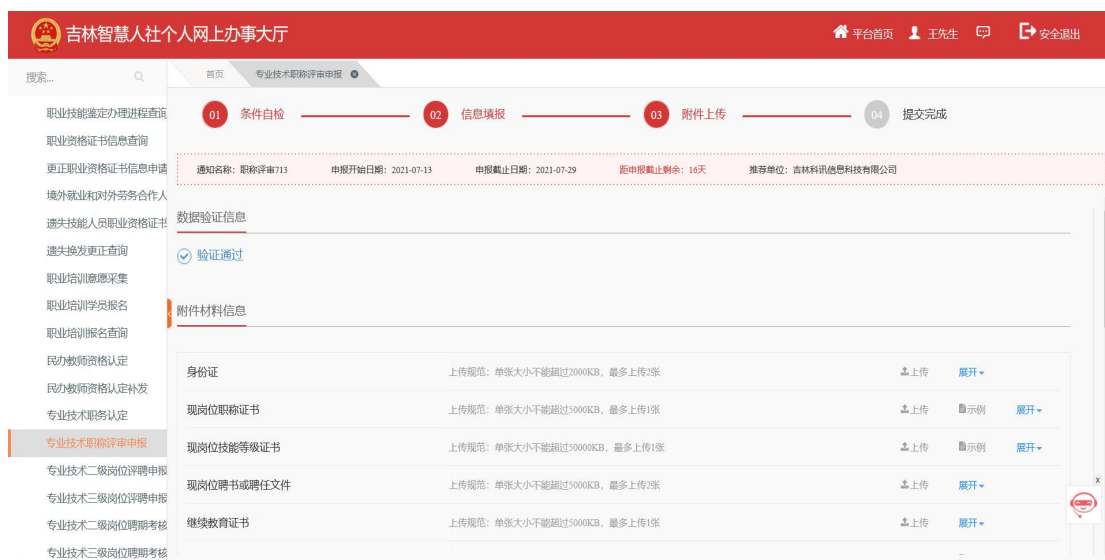 吉林智慧人社个人网上办事大厅
平台首页 王先生 安全退出
搜索...
首页 专业技术职称评审申报
职业技能鉴定办理进程查询
职业资格证书信息查询
更正职业资格证书信息申请
境外就业和对外劳务合作人
遗失技能人员职业资格证书
遗失换发更正查询
职业培训意愿采集
职业培训学员报名
职业培训报名查询
民办教师资格认定
民办教师资格认定补发
专业技术职务认定
专业技术职称评审申报
专业技术二级岗位评聘申报
专业技术三级岗位评聘申报
专业技术二级岗位聘期考核
专业技术三级岗位聘期考核
01 条件自检 02 信息填报 03 附件上传 04 提交完成
通知名称：职称评审713 申报开始日期：2021-07-13 申报截止日期：2021-07-29 距申报截止剩余：16天 推荐单位：吉林科讯信息科技有限公司
数据验证信息
验证通过
附件材料信息
身份证 上传规范：单张大小不能超过2000KB，最多上传2张 上传 展开
现岗位职称证书 上传规范：单张大小不能超过5000KB，最多上传1张 上传 示例 展开
现岗位技能等级证书 上传规范：单张大小不能超过50000KB，最多上传1张 上传 示例 展开
现岗位聘书或聘任文件 上传规范：单张大小不能超过5000KB，最多上传2张 上传 展开
继续教育证书 上传规范：单张大小不能超过5000KB，最多上传1张 上传 展开
x